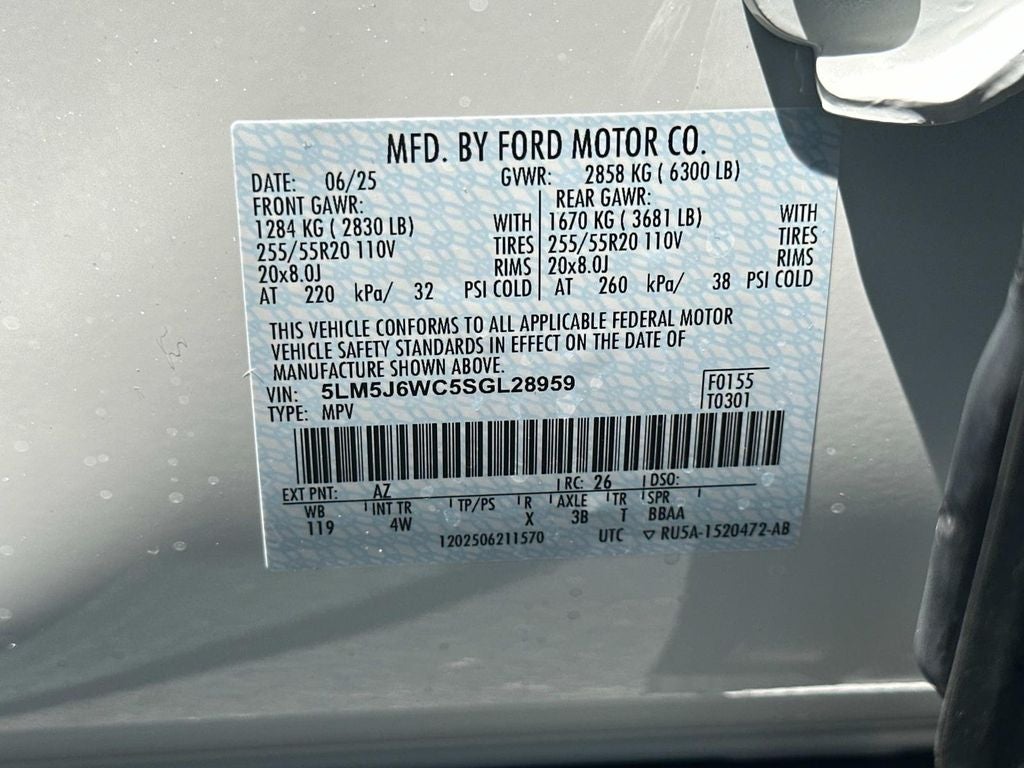 MFD. BY FORD MOTOR CO.
DATE: 06/25 GVWR: 2858 KG ( 6300 LB)
FRONT GAWR: REAR GAWR:
1284 KG ( 2830 LB) WITH 1670 KG ( 3681 LB) WITH
255/55R20 110V TIRES 255/55R20 110V TIRES
20x8.0J RIMS 20x8.0J RIMS
AT 220 kPa/ 32 PSI COLD AT 260 kPa/ 38 PSI COLD
THIS VEHICLE CONFORMS TO ALL APPLICABLE FEDERAL MOTOR
VEHICLE SAFETY STANDARDS IN EFFECT ON THE DATE OF
MANUFACTURE SHOWN ABOVE.
VIN: 5LM5J6WC5SGL28959 F0155
TYPE: MPV T0301
EXT PNT: AZ RC: 26 DSO:
WB INT TR TP/PS R AXLE TR SPR
119 4W X 3B T BBAA
1202506211570 UTC ▽ RU5A-1520472-AB